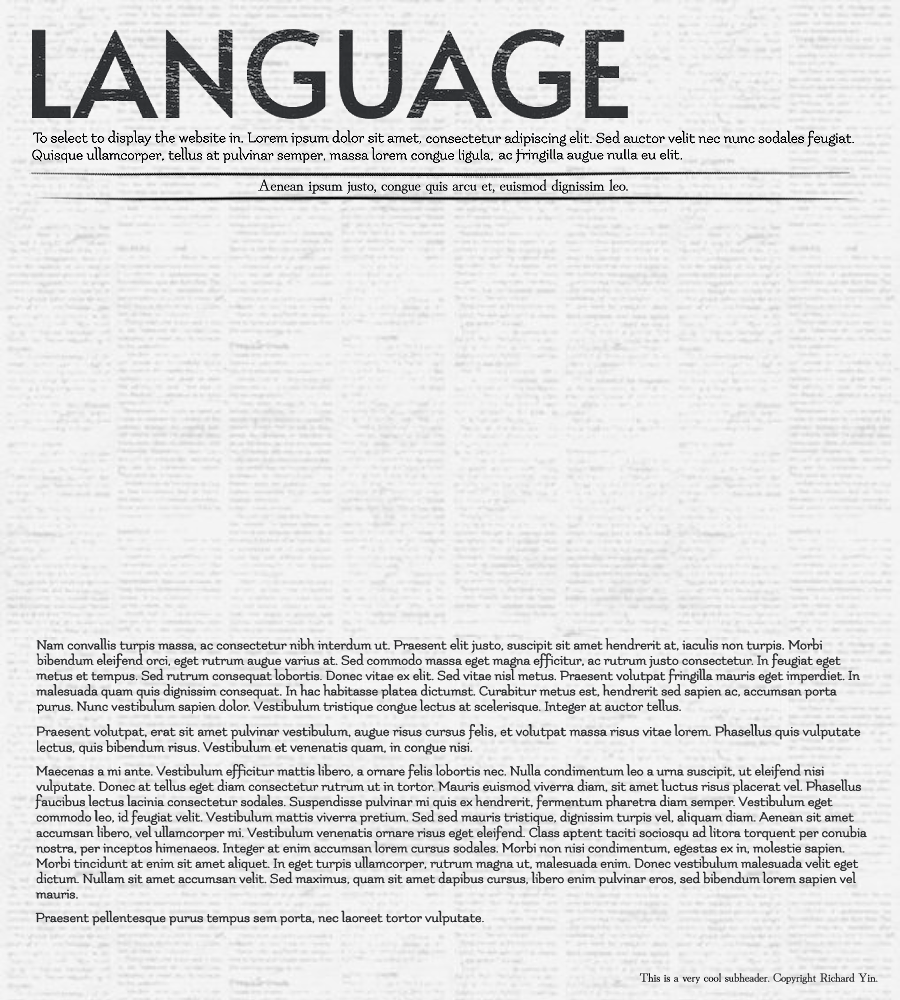 LANGUAGE
To select to display the website in. Lorem ipsum dolor sit amet, consectetur adipiscing elit. Sed auctor velit nec nunc sodales feugiat.
Quisque ullamcorper, tellus at pulvinar semper, massa lorem congue ligula, ac fringilla augue nulla eu elit.
Aenean ipsum justo, congue quis arcu et, euismod dignissim leo.
Nam convallis turpis massa, ac consectetur nibh interdum ut. Praesent elit justo, suscipit sit amet hendrerit at, iaculis non turpis. Morbi
bibendum eleifend orci, eget rutrum augue varius at. Sed commodo massa eget magna efficitur, ac rutrum justo consectetur. In feugiat eget
metus et tempus. Sed rutrum consequat lobortis. Donec vitae ex elit. Sed vitae nisl metus. Praesent volutpat fringilla mauris eget imperdiet. In
malesuada quam quis dignissim consequat. In hac habitasse platea dictumst. Curabitur metus est, hendrerit sed sapien ac, accumsan porta
purus. Nunc vestibulum sapien dolor. Vestibulum tristique congue lectus at scelerisque. Integer at auctor tellus.
Praesent volutpat, erat sit amet pulvinar vestibulum, augue risus cursus felis, et volutpat massa risus vitae lorem. Phasellus quis vulputate
lectus, quis bibendum risus. Vestibulum et venenatis quam, in congue nisi.
Maecenas a mi ante. Vestibulum efficitur mattis libero, a ornare felis lobortis nec. Nulla condimentum leo a urna suscipit, ut eleifend nisi
vulputate. Donec at tellus eget diam consectetur rutrum ut in tortor. Mauris euismod viverra diam, sit amet luctus risus placerat vel. Phasellus
faucibus lectus lacinia consectetur sodales. Suspendisse pulvinar mi quis ex hendrerit, fermentum pharetra diam semper. Vestibulum eget
commodo leo, id feugiat velit. Vestibulum mattis viverra pretium. Sed sed mauris tristique, dignissim turpis vel, aliquam diam. Aenean sit amet
accumsan libero, vel ullamcorper mi. Vestibulum venenatis ornare risus eget eleifend. Class aptent taciti sociosqu ad litora torquent per conubia
nostra, per inceptos himenaeos. Integer at enim accumsan lorem cursus sodales. Morbi non nisi condimentum, egestas ex in, molestie sapien.
Morbi tincidunt at enim sit amet aliquet. In eget turpis ullamcorper, rutrum magna ut, malesuada enim. Donec vestibulum malesuada velit eget
dictum. Nullam sit amet accumsan velit. Sed maximus, quam sit amet dapibus cursus, libero enim pulvinar eros, sed bibendum lorem sapien vel
mauris.
Praesent pellentesque purus tempus sem porta, nec laoreet tortor vulputate.
This is a very cool subheader. Copyright Richard Yin.